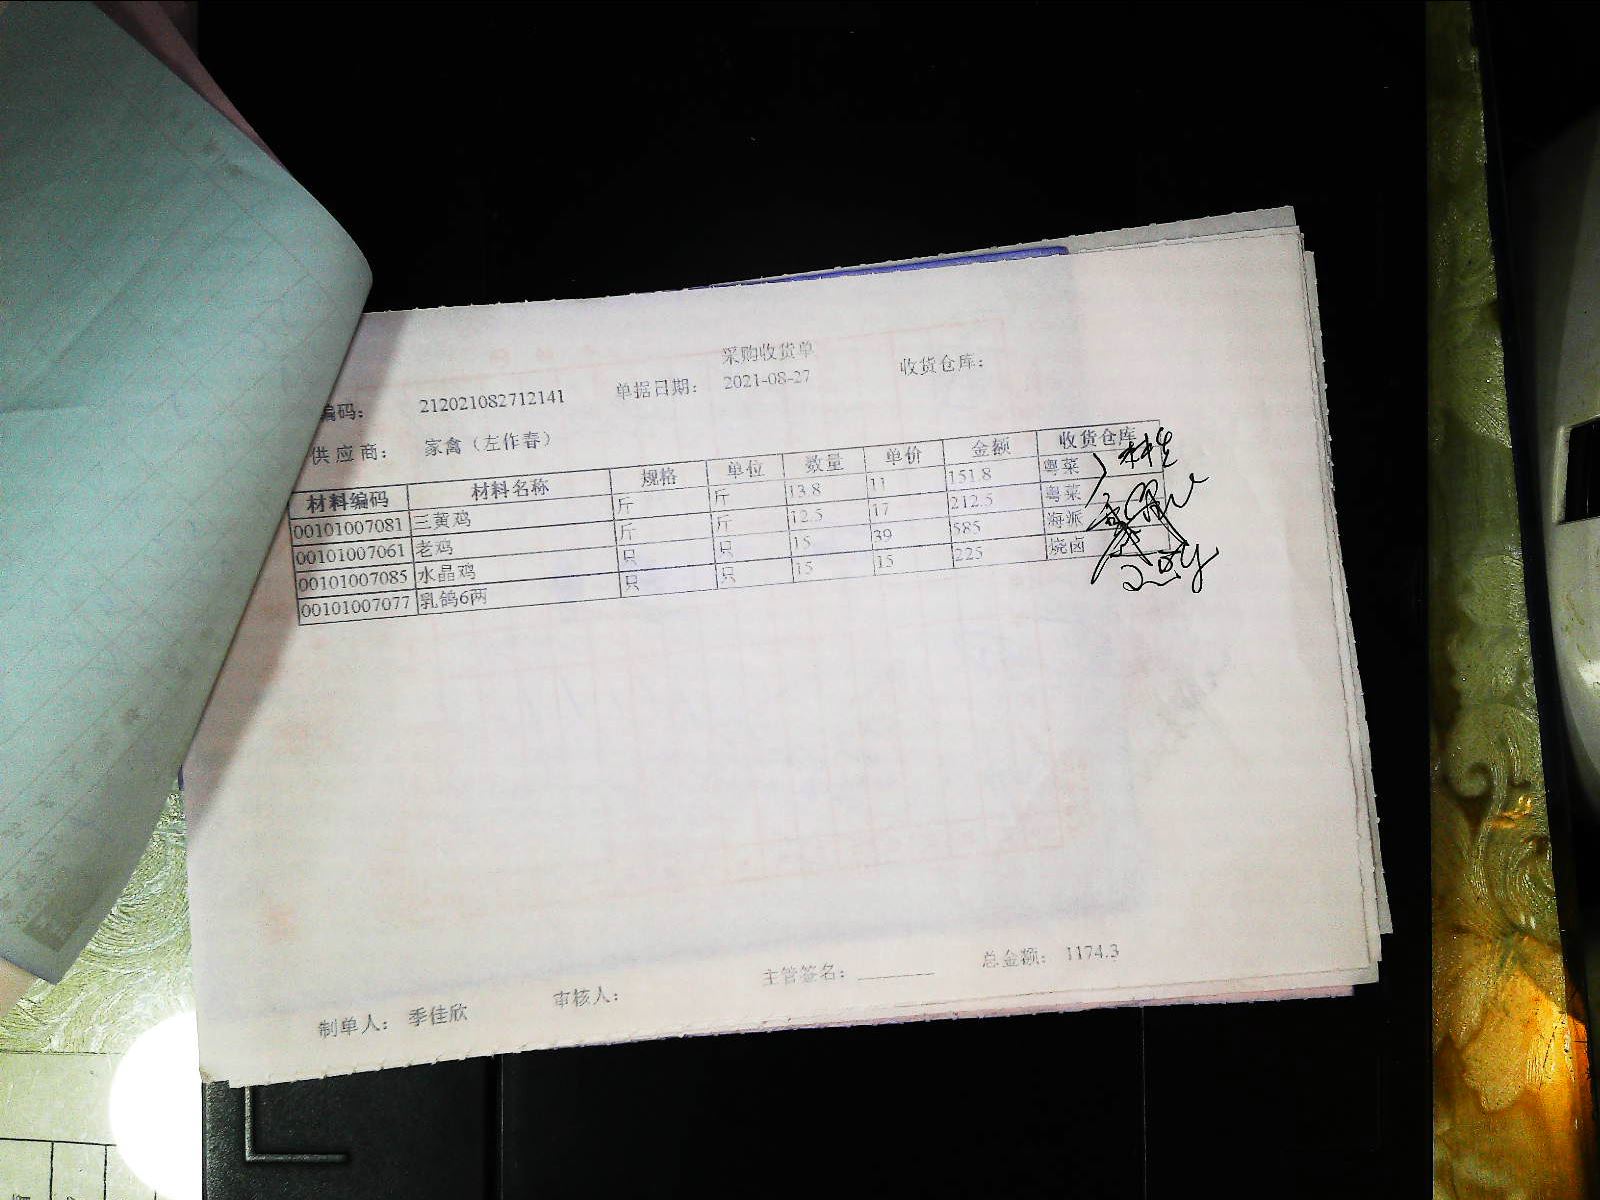 采购收货单
编码： 212021082712141 单据日期： 2021-08-27 收货仓库：
供应商： 家禽（左作春）
材料编码 材料名称 规格 单位 数量 单价 金额 收货仓库
00101007081 三黄鸡 斤 斤 13.8 11 151.8 粤菜
00101007061 老鸡 斤 斤 12.5 17 212.5 粤菜
00101007085 水晶鸡 只 只 15 39 585 海派
00101007077 乳鸽6两 只 只 15 15 225 烧卤
制单人： 季佳欣 审核人： 主管签名： 总金额： 1174.3